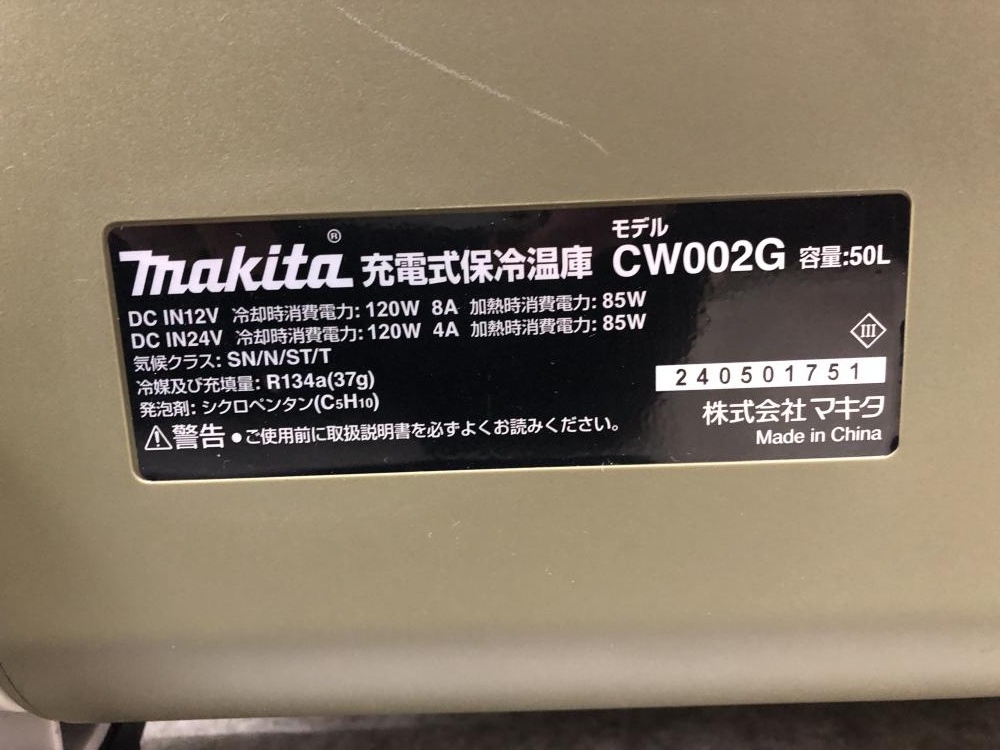 makita® 充電式保冷温庫 モデル CW002G 容量:50L
DC IN12V 冷却時消費電力: 120W 8A 加熱時消費電力: 85W
DC IN24V 冷却時消費電力: 120W 4A 加熱時消費電力: 85W
気候クラス: SN/N/ST/T
III
冷媒及び充填量: R134a(37g)
240501751
発泡剤: シクロペンタン(C₅H₁₀)
株式会社マキタ
⚠警告 ●ご使用前に取扱説明書を必ずよくお読みください。
Made in China